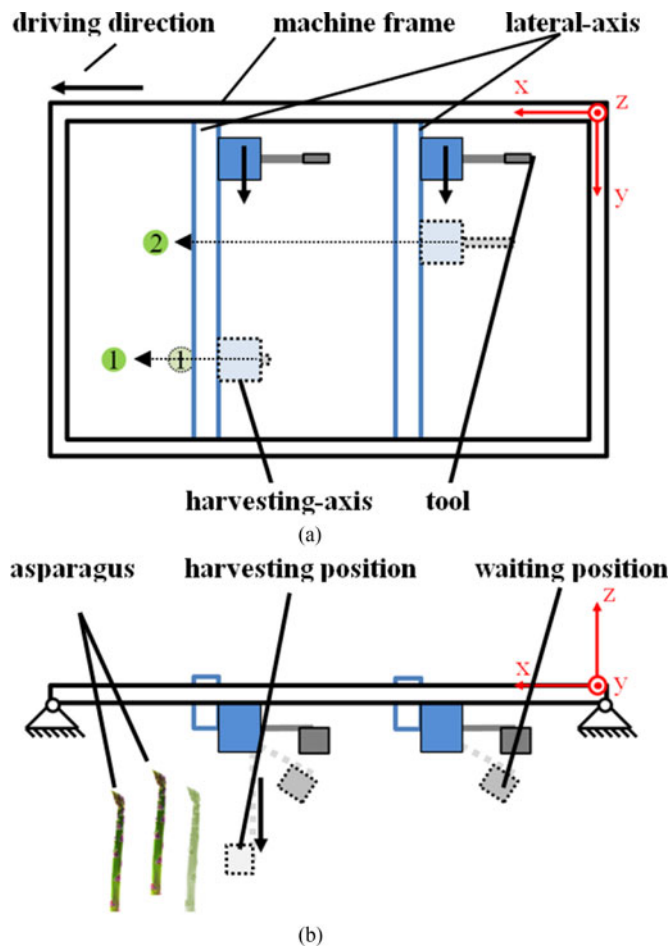 driving direction machine frame lateral-axis
x z
y
2
1 1
harvesting-axis tool
(a)
asparagus harvesting position waiting position
z
x
y
(b)